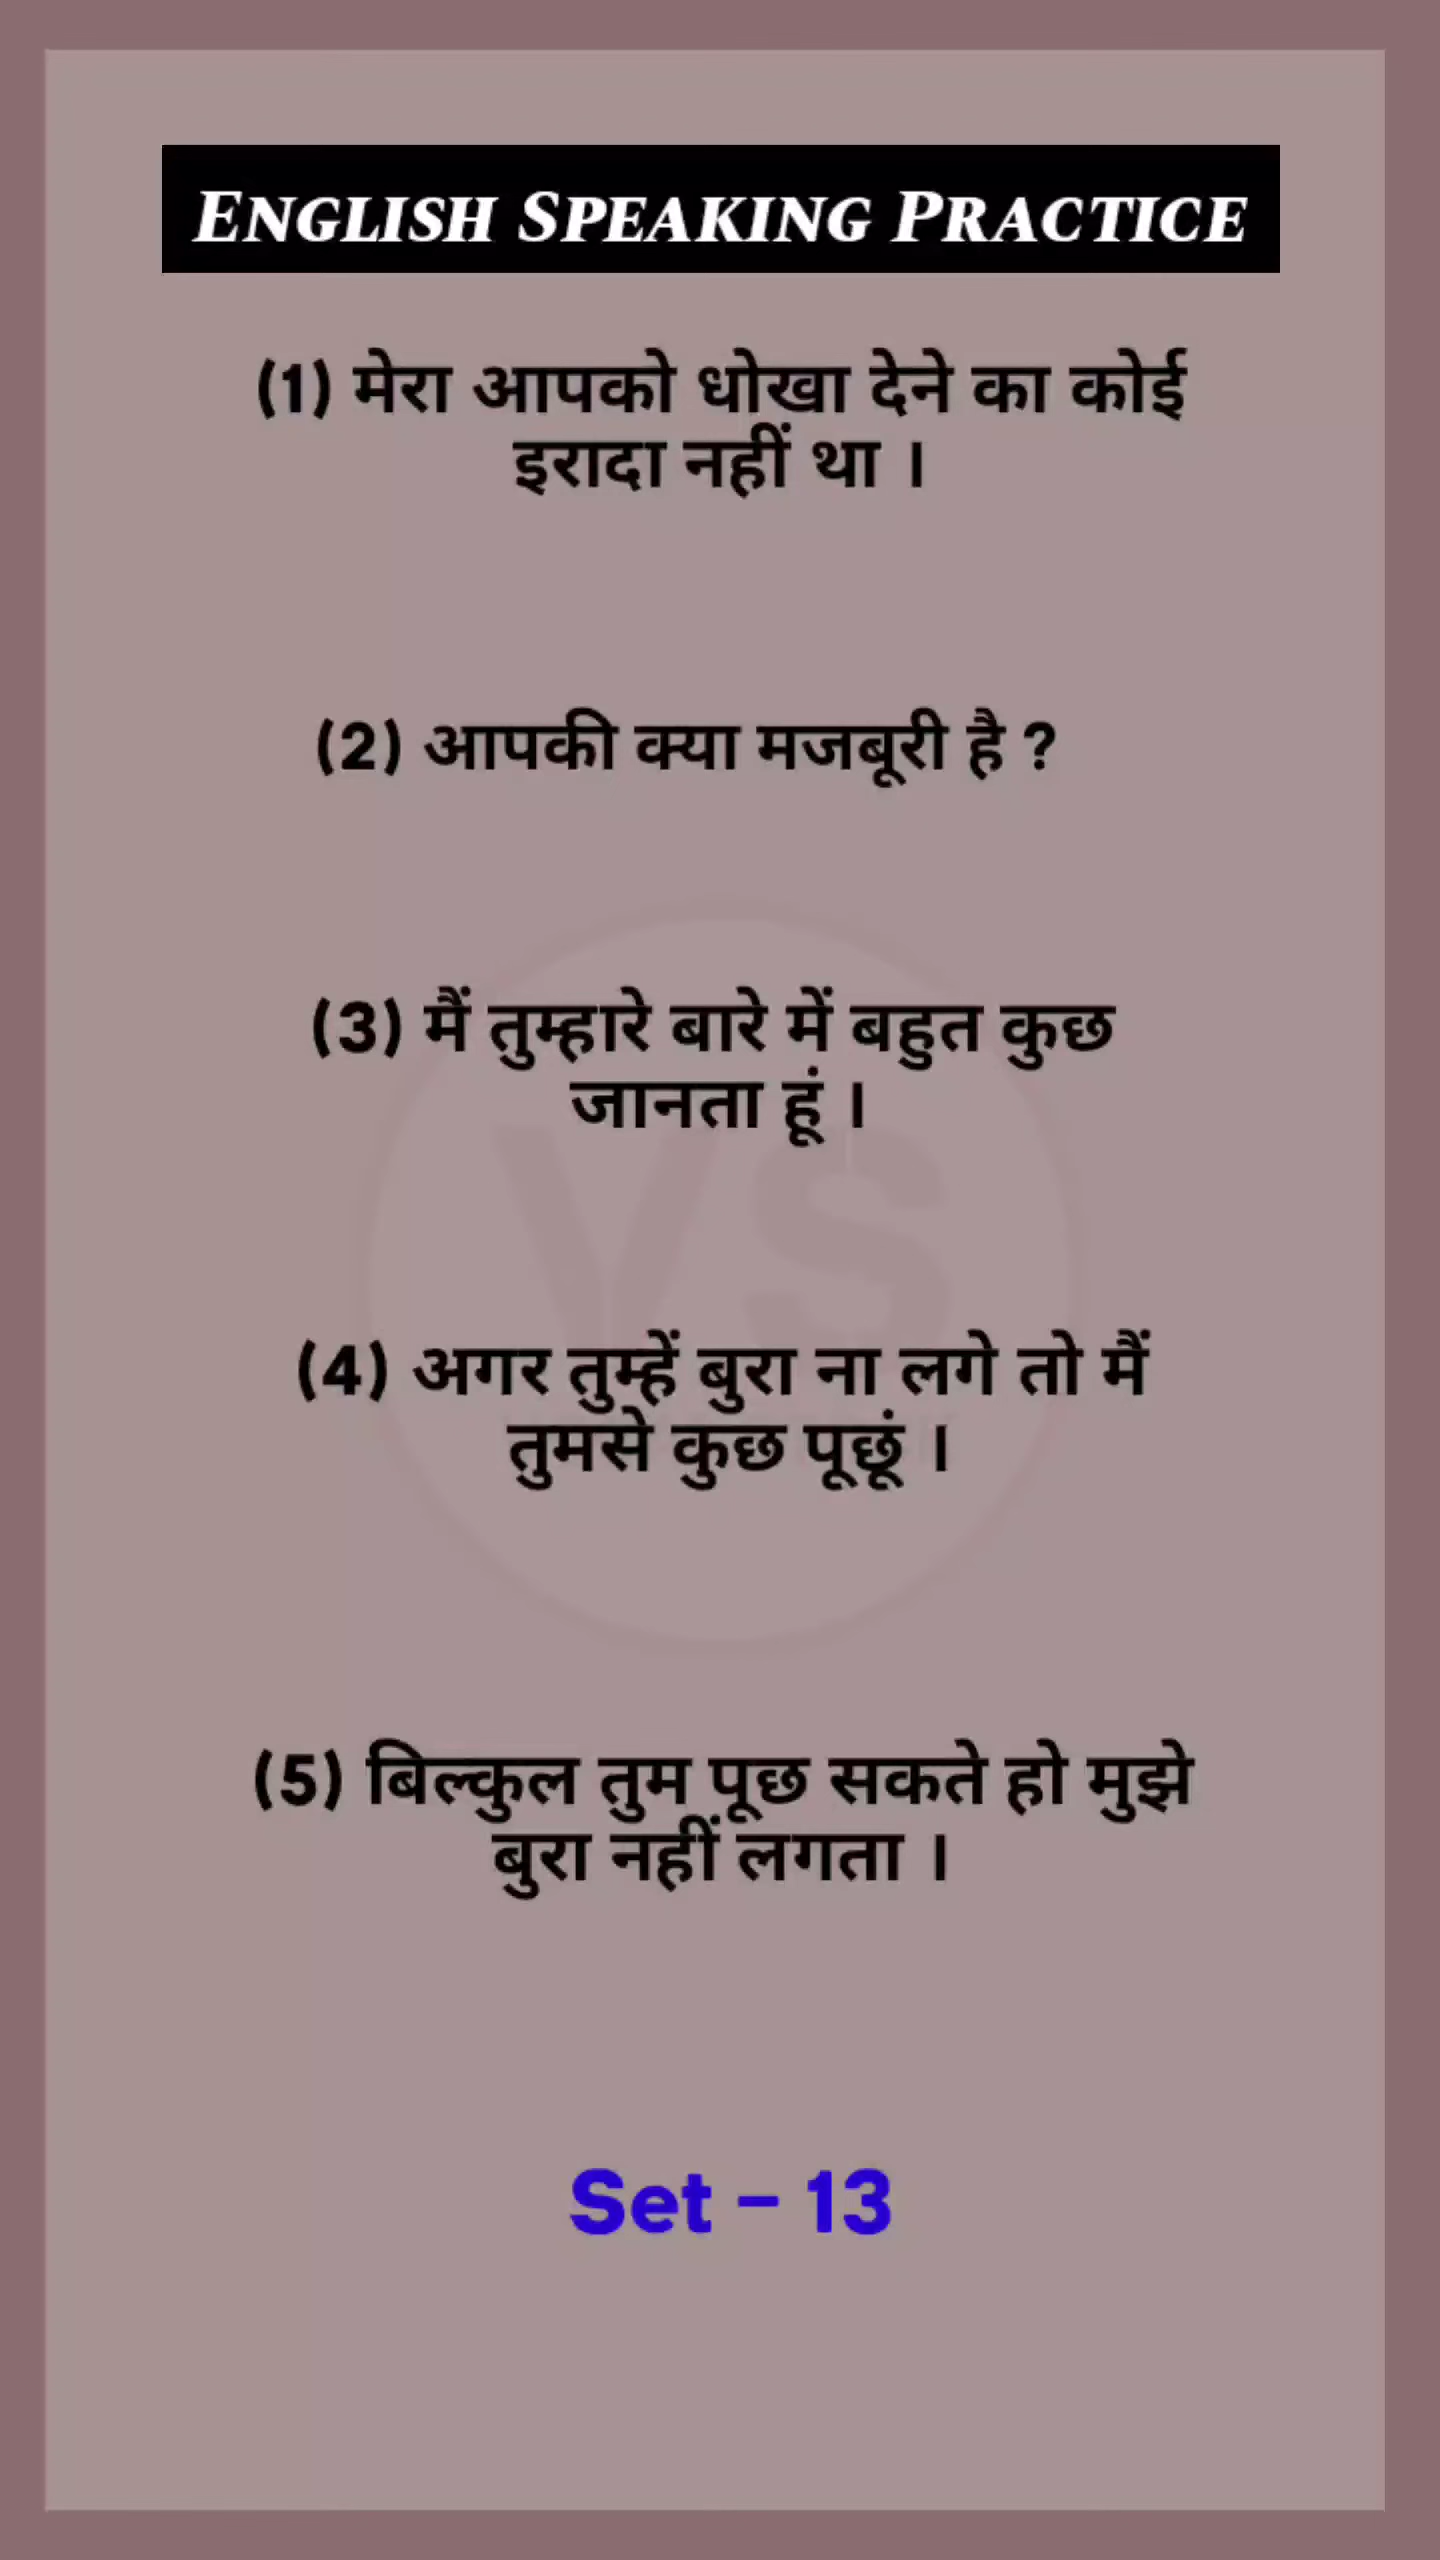 ENGLISH SPEAKING PRACTICE
(1) मेरा आपको धोखा देने का कोई
इरादा नहीं था ।
(2) आपकी क्या मजबूरी है ?
(3) मैं तुम्हारे बारे में बहुत कुछ
जानता हूं ।
VS
(4) अगर तुम्हें बुरा ना लगे तो मैं
तुमसे कुछ पूछूं ।
(5) बिल्कुल तुम पूछ सकते हो मुझे
बुरा नहीं लगता ।
Set – 13